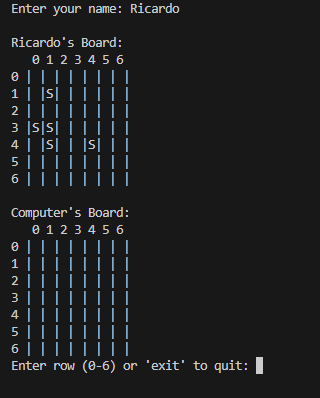 Enter your name: Ricardo
Ricardo's Board:
  0 1 2 3 4 5 6
0 | | | | | | | |
1 | |S| | | | | |
2 | | | | | | | |
3 |S|S| | | | | |
4 | |S| |S| | | |
5 | | | | | | | |
6 | | | | | | | |
Computer's Board:
  0 1 2 3 4 5 6
0 | | | | | | | |
1 | | | | | | | |
2 | | | | | | | |
3 | | | | | | | |
4 | | | | | | | |
5 | | | | | | | |
6 | | | | | | | |
Enter row (0-6) or 'exit' to quit: